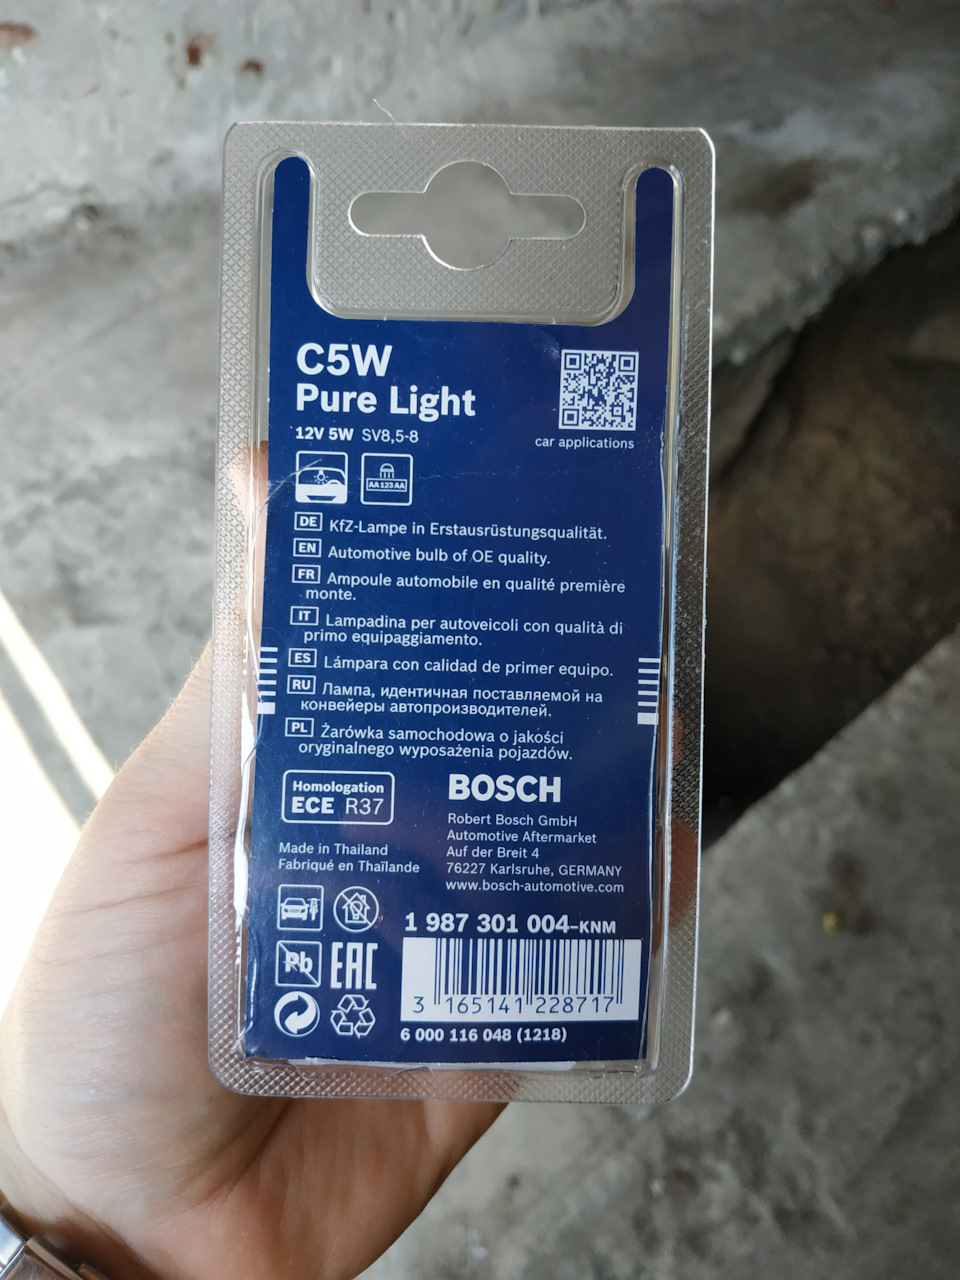 C5W
Pure Light
12V 5W SV8,5-8
car applications
AA 123 AA
DE KfZ-Lampe in Erstausrüstungsqualität.
EN Automotive bulb of OE quality.
FR Ampoule automobile en qualité première
monte.
IT Lampadina per autoveicoli con qualità di
primo equipaggiamento.
ES Lámpara con calidad de primer equipo.
RU Лампа, идентичная поставляемой на
конвейеры автопроизводителей.
PL Żarówka samochodowa o jakości
oryginalnego wyposażenia pojazdów.
Homologation
ECE R37
BOSCH
Robert Bosch GmbH
Automotive Aftermarket
Auf der Breit 4
76227 Karlsruhe, GERMANY
www.bosch-automotive.com
Made in Thailand
Fabriqué en Thaïlande
1 987 301 004-KNM
Pb
EAC
3 165141 228717
6 000 116 048 (1218)